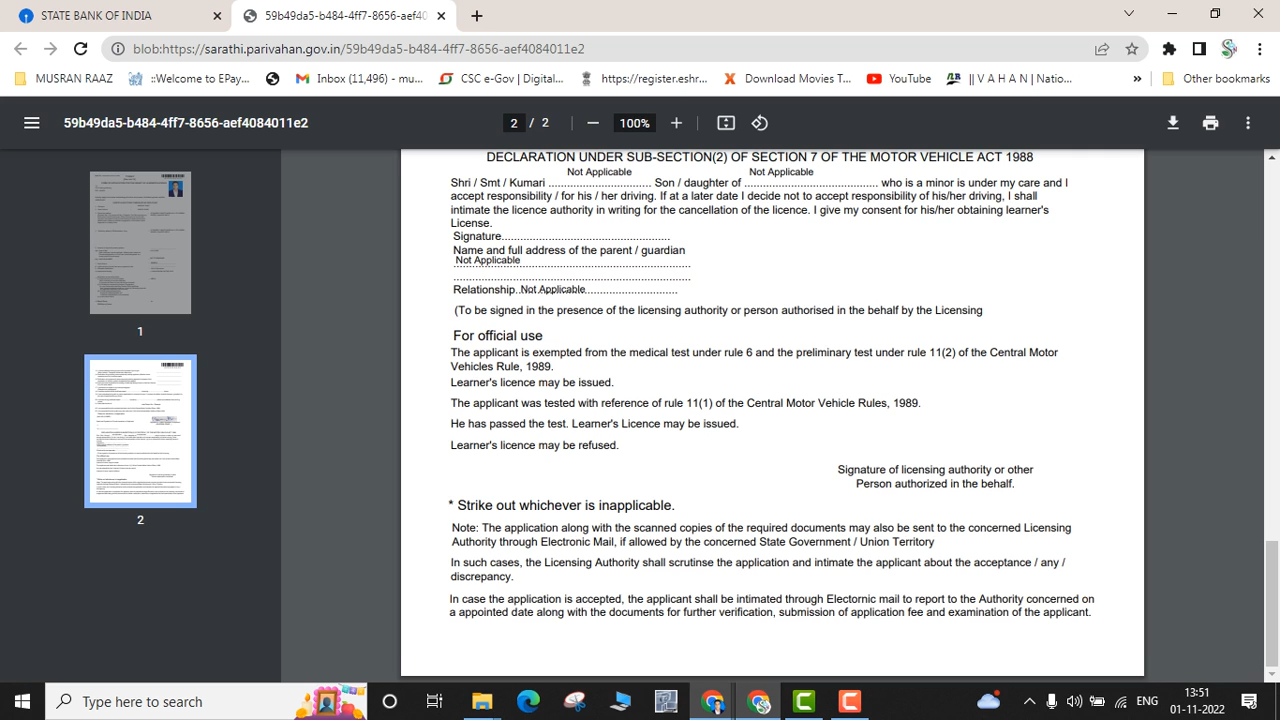 STATE BANK OF INDIA
59b49da5-b484-4ff7-8656-aef40
blob:https://sarathi.parivahan.gov.in/59b49da5-b484-4ff7-8656-aef4084011e2
MUSRAN RAAZ
::Welcome to EPay...
Inbox (11,496) - mu...
CSC e-Gov | Digital...
https://register.eshr...
Download Movies T...
YouTube
|| V A H A N | Natio...
»
Other bookmarks
59b49da5-b484-4ff7-8656-aef4084011e2
2 / 2
100%
DECLARATION UNDER SUB-SECTION(2) OF SECTION 7 OF THE MOTOR VEHICLE ACT 1988
Not Applicable Not Applicable
Shri / Smt / Kumari .................................. Son / daughter of ............................................ who is a minor is under my care and I
accept responsibility / for his / her driving. If at a later date I decide not to accept responsibility of his/her driving, I shall
intimate the licence authority in writing for the cancellation of the licence. I give my consent for his/her obtaining learner's
License.
Signature........................................................
Name and full address of the parent / guardian
Not Applicable
...............................................................................
...............................................................................
Relationship..Not Applicable...............................
(To be signed in the presence of the licensing authority or person authorised in the behalf by the Licensing
For official use
The applicant is exempted from the medical test under rule 6 and the preliminary test under rule 11(2) of the Central Motor
Vehicles Rule, 1989.
Learner's licence may be issued.
The applicant was tested with reference of rule 11(1) of the Central Motor Vehicle Rules, 1989.
He has passed the test. Learner's Licence may be issued.
Learner's licence may be refused.
Signature of licensing authority or other
Person authorized in the behalf.
* Strike out whichever is inapplicable.
Note: The application along with the scanned copies of the required documents may also be sent to the concerned Licensing
Authority through Electronic Mail, if allowed by the concerned State Government / Union Territory
In such cases, the Licensing Authority shall scrutinse the application and intimate the applicant about the acceptance / any /
discrepancy.
In case the application is accepted, the applicant shall be intimated through Electornic mail to report to the Authority concerned on
a appointed date along with the documents for further verification, submission of application fee and examination of the applicant.
1
2
Type here to search
ENG
13:51
01-11-2022